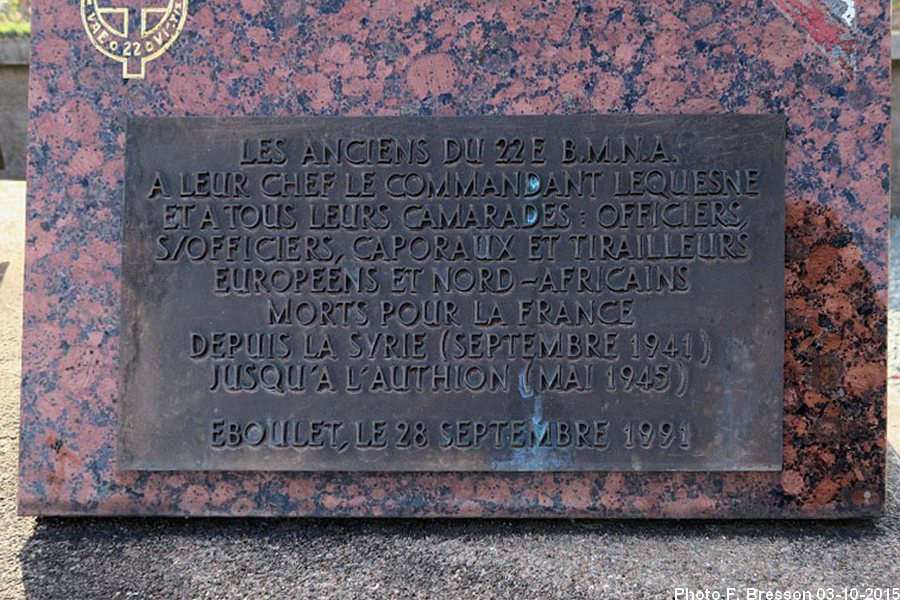 22
LES ANCIENS DU 22E B.M.N.A.
A LEUR CHEF LE COMMANDANT LEQUESNE
ET A TOUS LEURS CAMARADES : OFFICIERS,
S/OFFICIERS, CAPORAUX ET TIRAILLEURS
EUROPEENS ET NORD-AFRICAINS
MORTS POUR LA FRANCE
DEPUIS LA SYRIE (SEPTEMBRE 1941)
JUSQU'À L'AUTHION (MAI 1945)
EBOULET, LE 28 SEPTEMBRE 1991
Photo F. Bresson 03-10-2015